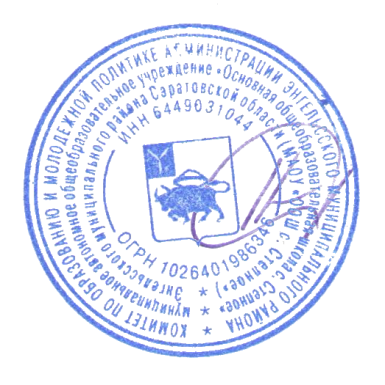 КОМИТЕТ ПО ОБРАЗОВАНИЮ И МОЛОДЕЖНОЙ ПОЛИТИКЕ АДМИНИСТРАЦИИ ЭНГЕЛЬССКОГО МУНИЦИПАЛЬНОГО РАЙОНА *
муниципальное автономное общеобразовательное учреждение «Основная общеобразовательная школа с. Степное» *
Энгельсского муниципального района Саратовской области (МАОУ «ООШ с. Степное») *
ИНН 6449031044
ОГРН 1026401986346